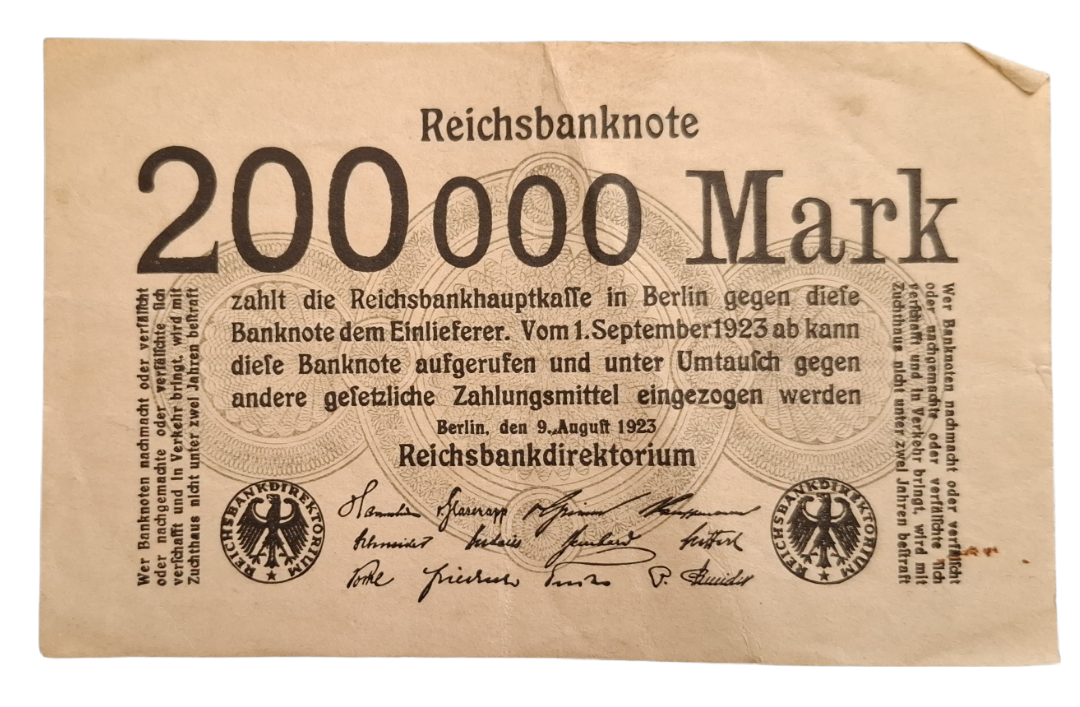 Reichsbanknote
200000 Mark
zahlt die Reichsbankhauptkaſſe in Berlin gegen dieſe
Banknote dem Einlieferer. Vom 1. September 1923 ab kann
dieſe Banknote aufgerufen und unter Umtauſch gegen
andere geſetzliche Zahlungsmittel eingezogen werden
Berlin, den 9. Auguſt 1923
Reichsbankdirektorium
Wer Banknoten nachmacht oder verfälſcht
oder nachgemachte oder verfälſchte ſich
verſchafft und in Verkehr bringt, wird mit
Zuchthaus nicht unter zwei Jahren beſtraft
Wer Banknoten nachmacht oder verfälſcht
oder nachgemachte oder verfälſchte ſich
verſchafft und in Verkehr bringt, wird mit
Zuchthaus nicht unter zwei Jahren beſtraft
REICHSBANKDIREKTORIUM
REICHSBANKDIREKTORIUM
Schneider